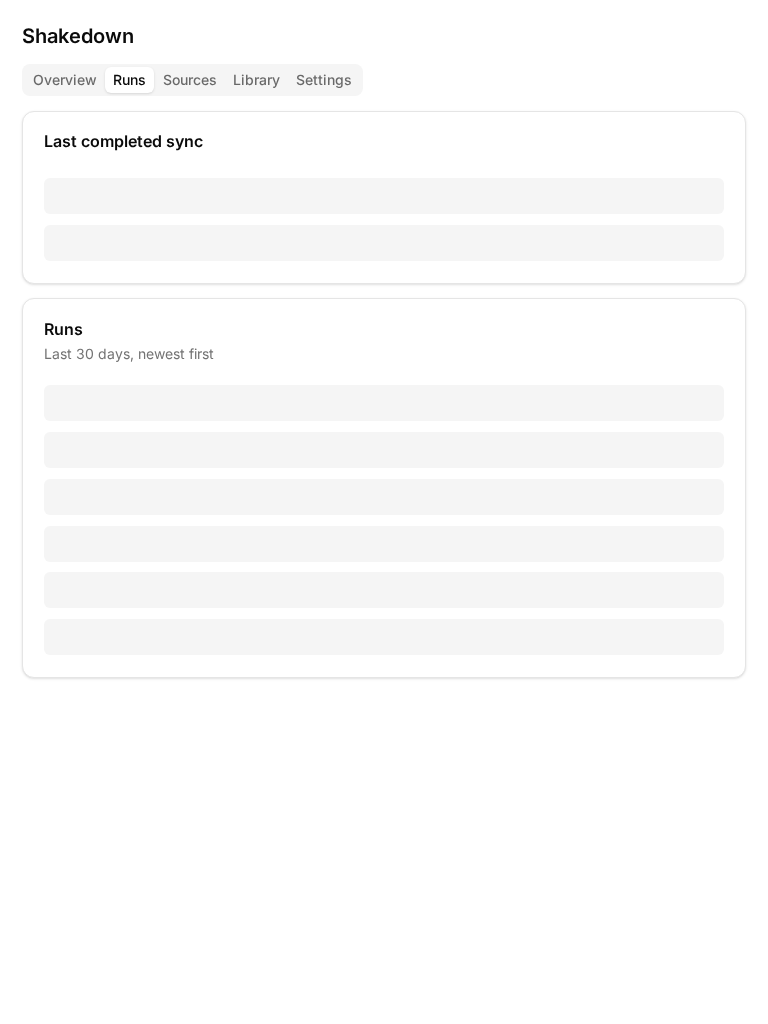 Shakedown
Overview Runs Sources Library Settings
Last completed sync
Runs
Last 30 days, newest first